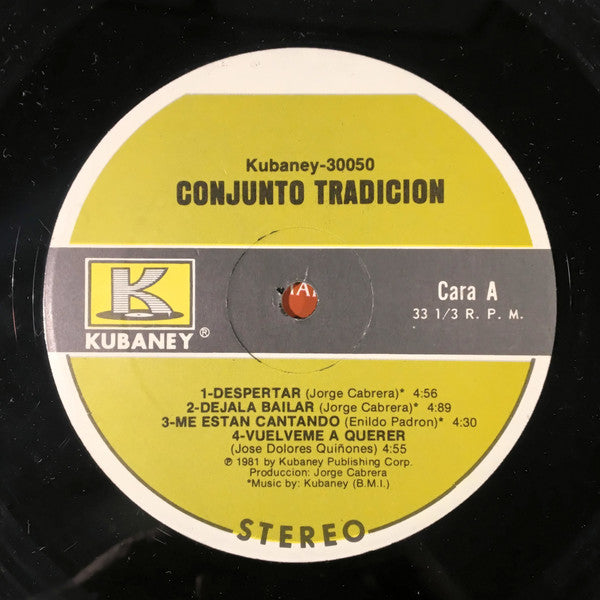 Kubaney-30050
CONJUNTO TRADICION
K
KUBANEY®
Cara A
33 1/3 R. P. M.
1-DESPERTAR (Jorge Cabrera)* 4:56
2-DEJALA BAILAR (Jorge Cabrera)* 4:89
3-ME ESTAN CANTANDO (Enildo Padron)* 4:30
4-VUELVEME A QUERER
(Jose Dolores Quiñones) 4:55
℗ 1981 by Kubaney Publishing Corp.
Produccion: Jorge Cabrera
*Music by: Kubaney (B.M.I.)
STEREO